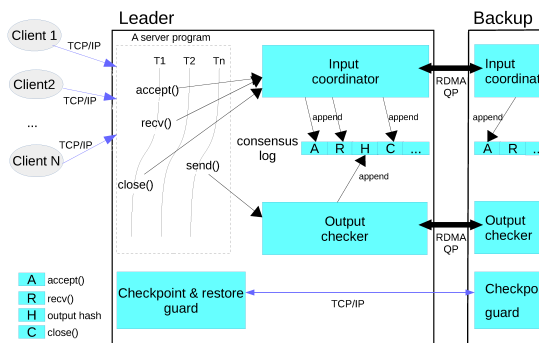 Leader
Backup
A server program
Client 1
TCP/IP
Client2
TCP/IP
...
TCP/IP
Client N
T1 T2 Tn
accept()
recv()
send()
close()
Input
coordinator
RDMA
QP
Input
append append append
append
consensus
log
A R H C ...
A R
append
Output
checker
RDMA
QP
Output
checker
Checkpoint & restore
guard
TCP/IP
guard
A accept()
R recv()
H output hash
C close()